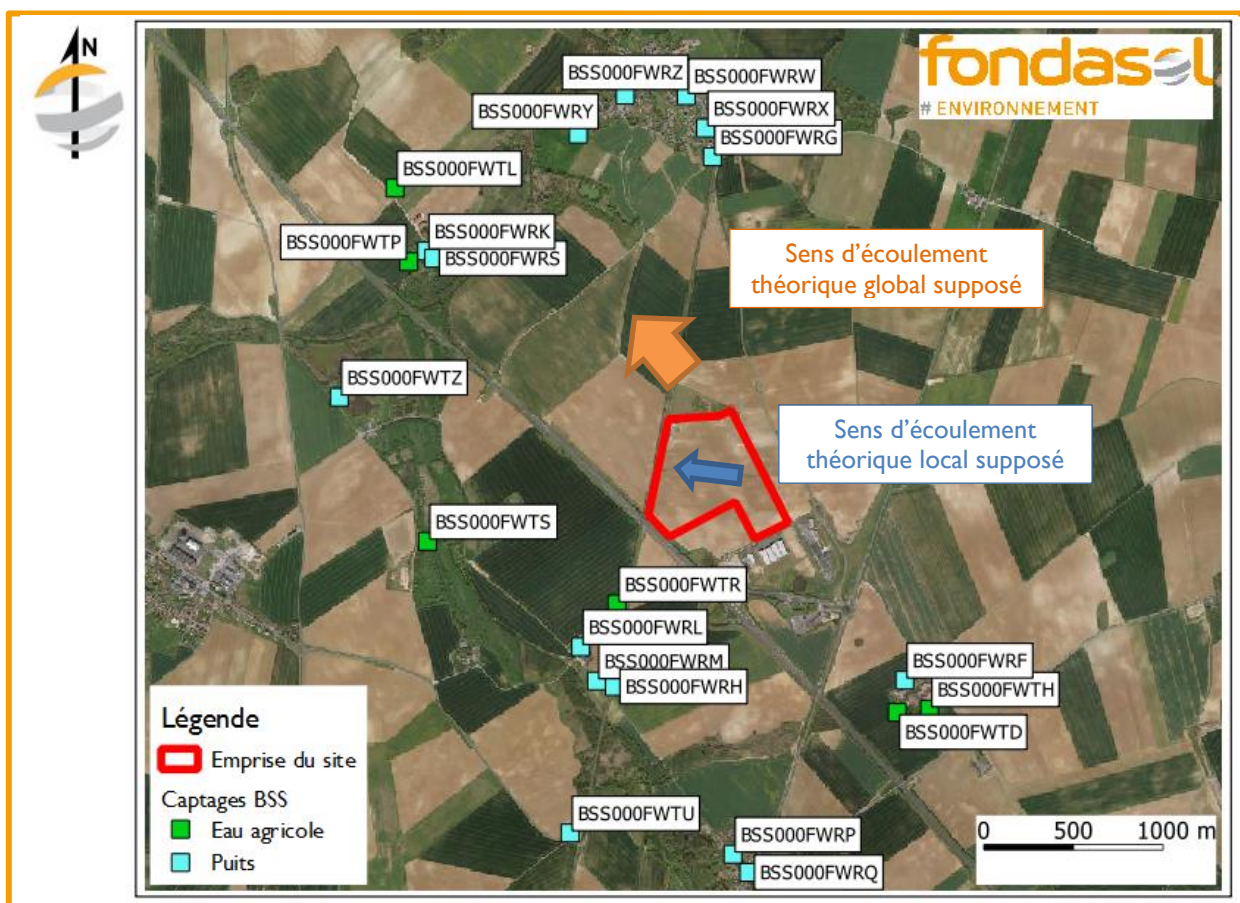 N
fondasol
# ENVIRONNEMENT
BSS000FWRZ
BSS000FWRW
BSS000FWRY
BSS000FWRX
BSS000FWRG
BSS000FWTL
BSS000FWTP
BSS000FWRK
BSS000FWRS
Sens d'écoulement
théorique global supposé
BSS000FWTZ
Sens d'écoulement
théorique local supposé
BSS000FWTS
BSS000FWTR
BSS000FWRL
BSS000FWRM
BSS000FWRH
BSS000FWRF
BSS000FWTH
BSS000FWTD
BSS000FWTU
BSS000FWRP
BSS000FWRQ
Légende
Emprise du site
Captages BSS
Eau agricole
Puits
0 500 1000 m